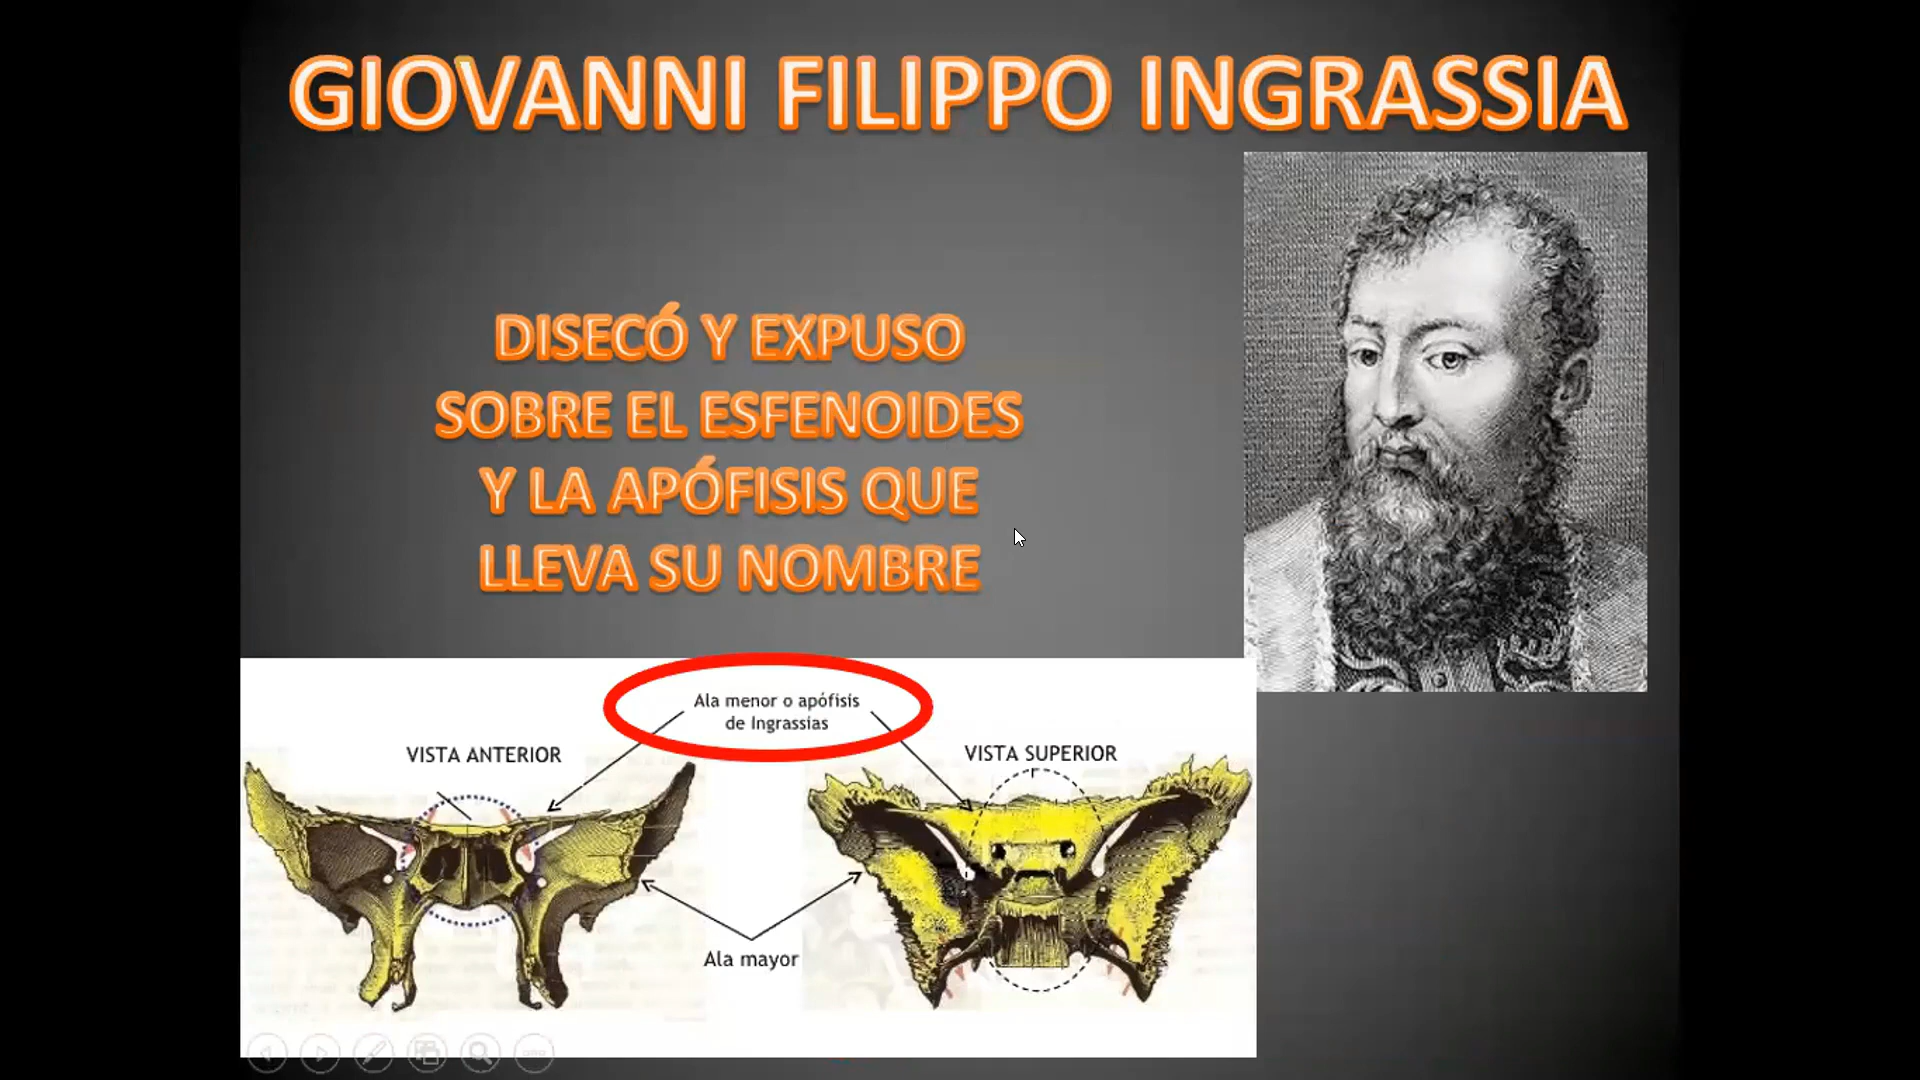 GIOVANNI FILIPPO INGRASSIA
DISECÓ Y EXPUSO
SOBRE EL ESFENOIDES
Y LA APÓFISIS QUE
LLEVA SU NOMBRE
Ala menor o apófisis
de Ingrassias
VISTA ANTERIOR
VISTA SUPERIOR
Ala mayor